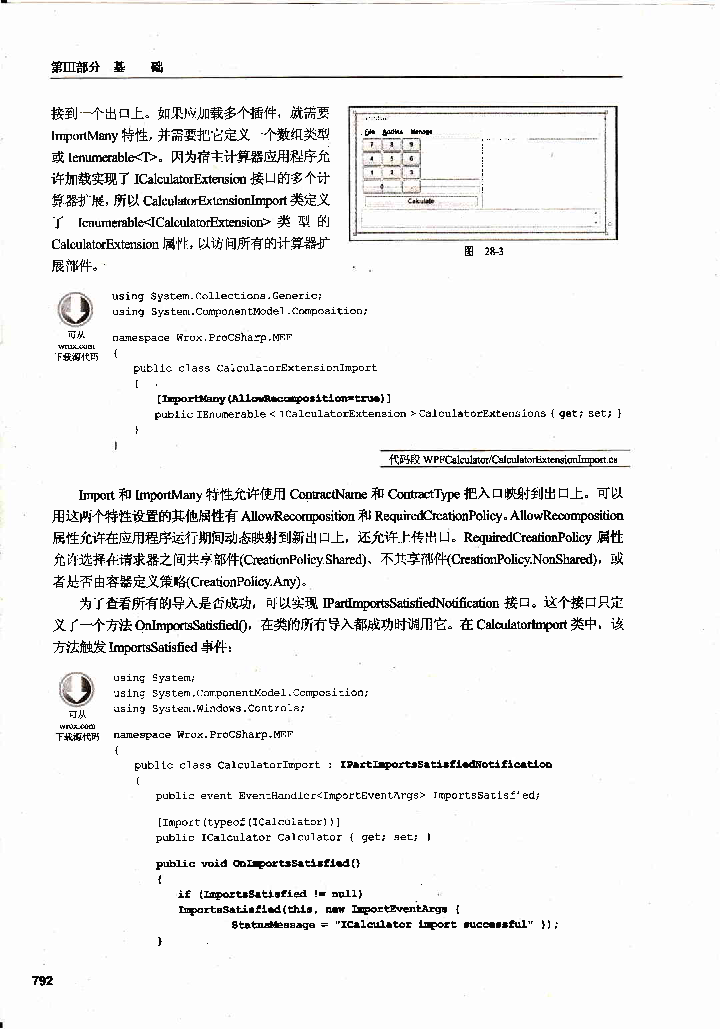 第III部分 基 础
接到一个出口上。如果应加载多个插件，就需要
ImportMany 特性，并需要把它定义一个数组类型
或 Ienumerable<T>。因为宿主计算器应用程序允
许加载实现了 ICalculatorExtension 接口的多个计
算器扩展，所以 CalculatorExtensionImport 类定义
了 Ienumerable<ICalculatorExtension> 类 型 的
CalculatorExtension 属性，以访问所有的计算器扩
展部件。
File Addins Manage
7 8 9
4 5 6
1 2 3
0
Calculate
图 28-3
可从
wrox.com
下载源代码
using System.Collections.Generic;
using System.ComponentModel.Composition;
namespace Wrox.ProCSharp.MEF
{
public class CalculatorExtensionImport
{
[ImportMany(AllowRecomposition=true)]
public IEnumerable < ICalculatorExtension > CalculatorExtensions { get; set; }
}
}
代码段 WPFCalculator/CalculatorExtensionImport.cs
Import 和 ImportMany 特性允许使用 ContractName 和 ContractType 把入口映射到出口上。可以
用这两个特性设置的其他属性有 AllowRecomposition 和 RequiredCreationPolicy。AllowRecomposition
属性允许在应用程序运行期间动态映射到新出口上，还允许上传出口。RequiredCreationPolicy 属性
允许选择在请求器之间共享部件(CreationPolicy.Shared)、不共享部件(CreationPolicy.NonShared)，或
者是否由容器定义策略(CreationPolicy.Any)。
为了查看所有的导入是否成功，可以实现 IPartImportsSatisfiedNotification 接口。这个接口只定
义了一个方法 OnImportsSatisfied()，在类的所有导入都成功时调用它。在 CalculatorImport 类中，该
方法触发 ImportsSatisfied 事件：
可从
wrox.com
下载源代码
using System;
using System.ComponentModel.Composition;
using System.Windows.Controls;
namespace Wrox.ProCSharp.MEF
{
public class CalculatorImport : IPartImportsSatisfiedNotification
{
public event EventHandler<ImportEventArgs> ImportsSatisfied;
[Import(typeof(ICalculator))]
public ICalculator Calculator { get; set; }
public void OnImportsSatisfied()
{
if (ImportsSatisfied != null)
ImportsSatisfied(this, new ImportEventArgs {
StatusMessage = "ICalculator import successful" });
}
792